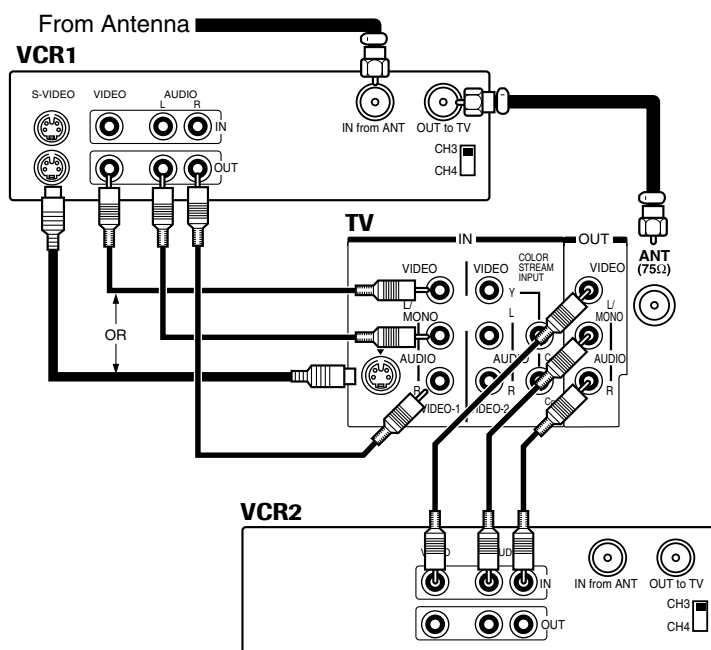 From Antenna
VCR1
S-VIDEO VIDEO AUDIO
L R
IN
IN from ANT OUT to TV
CH3
CH4
OUT
TV
IN OUT
ANT
(75Ω)
VIDEO VIDEO COLOR STREAM INPUT VIDEO
Y
L/ MONO L L/ MONO
OR
AUDIO AUDIO AUDIO
R R R
VIDEO-1
VCR2
IN from ANT OUT to TV
IN
CH3
CH4
OUT